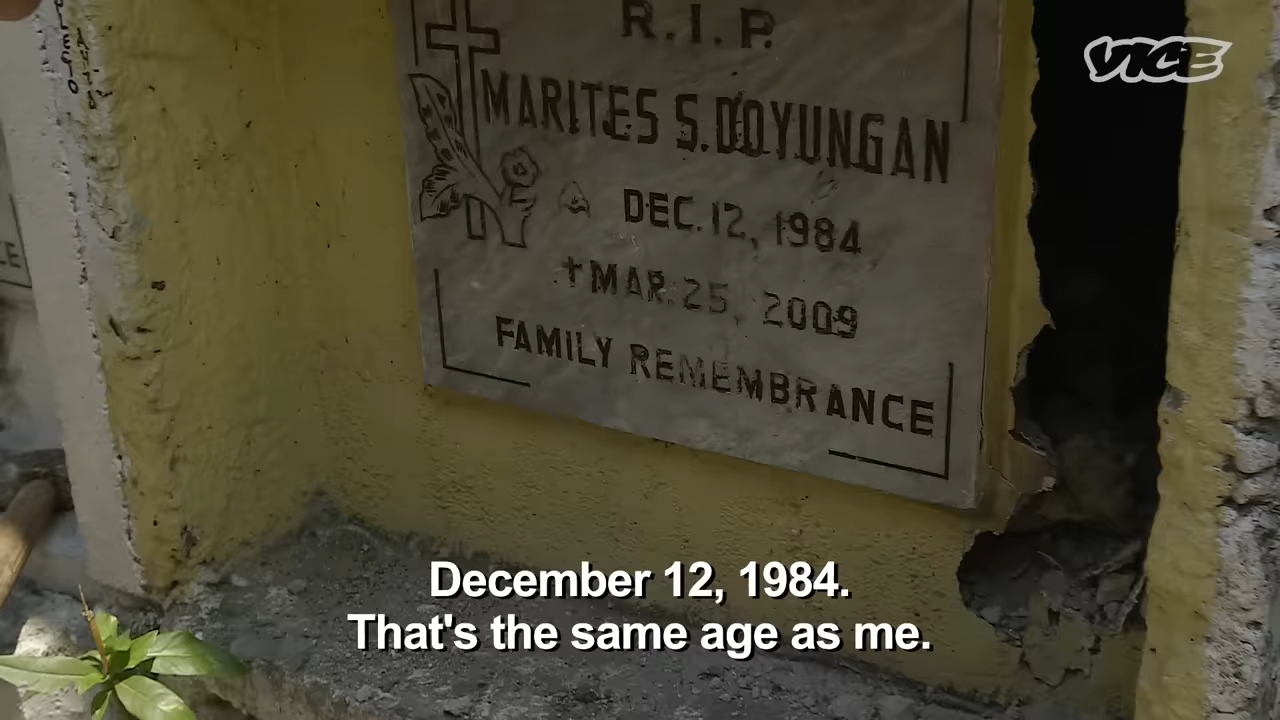 VICE
R.I.P.
MARITES S. DOYUNGAN
DEC. 12, 1984
✝MAR. 25, 2009
FAMILY REMEMBRANCE
December 12, 1984.
That's the same age as me.